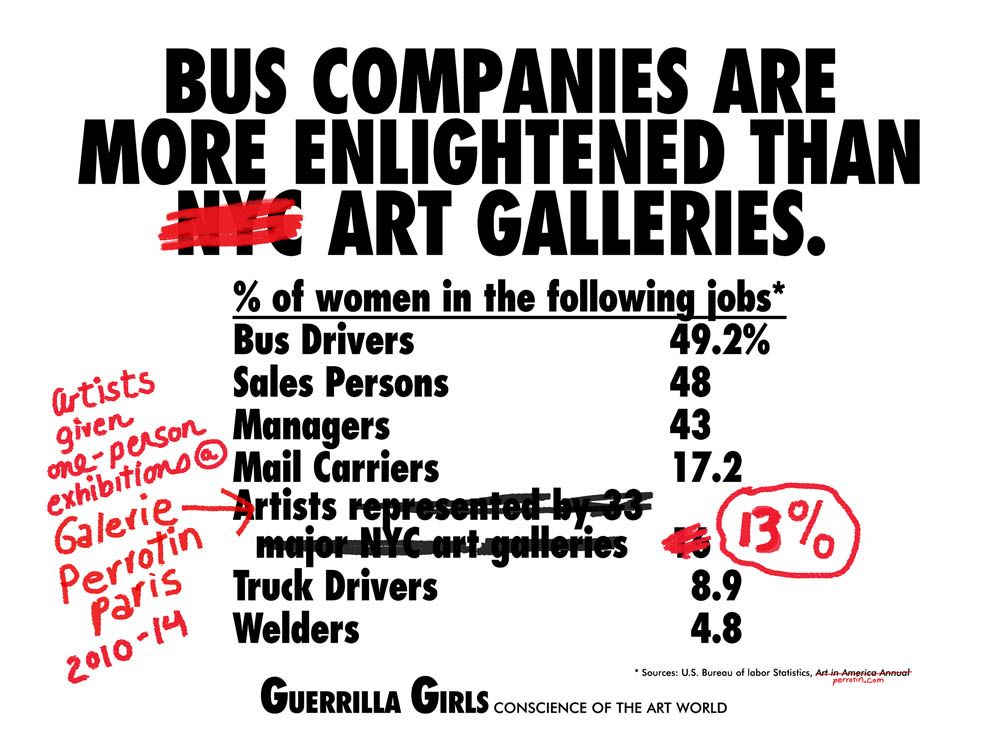 BUS COMPANIES ARE
MORE ENLIGHTENED THAN
NYC ART GALLERIES.
% of women in the following jobs*
Bus Drivers 49.2%
Sales Persons 48
Managers 43
Mail Carriers 17.2
Artists represented by 33
major NYC art galleries 16 13%
Truck Drivers 8.9
Welders 4.8
artists
given
one-person
exhibitions @
Galerie
Perrotin
Paris
2010-14
* Sources: U.S. Bureau of labor Statistics, Art in America Annual
perrotin.com
GUERRILLA GIRLS CONSCIENCE OF THE ART WORLD